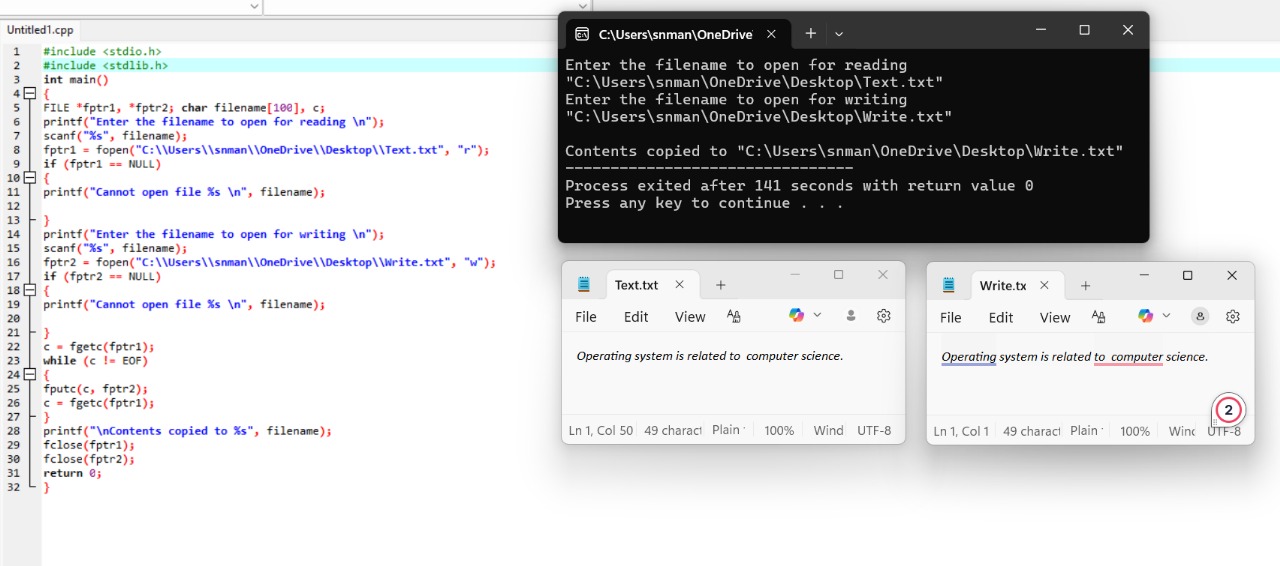 Untitled1.cpp
1 #include <stdio.h>
2 #include <stdlib.h>
3 int main()
4 {
5 FILE *fptr1, *fptr2; char filename[100], c;
6 printf("Enter the filename to open for reading \n");
7 scanf("%s", filename);
8 fptr1 = fopen("C:\\Users\\snman\\OneDrive\\Desktop\\Text.txt", "r");
9 if (fptr1 == NULL)
10 {
11 printf("Cannot open file %s \n", filename);
12
13 }
14 printf("Enter the filename to open for writing \n");
15 scanf("%s", filename);
16 fptr2 = fopen("C:\\Users\\snman\\OneDrive\\Desktop\\Write.txt", "w");
17 if (fptr2 == NULL)
18 {
19 printf("Cannot open file %s \n", filename);
20
21 }
22 c = fgetc(fptr1);
23 while (c != EOF)
24 {
25 fputc(c, fptr2);
26 c = fgetc(fptr1);
27 }
28 printf("\nContents copied to %s", filename);
29 fclose(fptr1);
30 fclose(fptr2);
31 return 0;
32 }
C:\Users\snman\OneDrive
Enter the filename to open for reading
"C:\Users\snman\OneDrive\Desktop\Text.txt"
Enter the filename to open for writing
"C:\Users\snman\OneDrive\Desktop\Write.txt"
Contents copied to "C:\Users\snman\OneDrive\Desktop\Write.txt"
--------------------------------
Process exited after 141 seconds with return value 0
Press any key to continue . . .
Text.txt
File Edit View
Operating system is related to  computer science.
Ln 1, Col 50 49 charact Plain 100% Wind UTF-8
Write.tx
File Edit View
Operating system is related to  computer science.
2
Ln 1, Col 1 49 charact Plain 100% Winc UTF-8